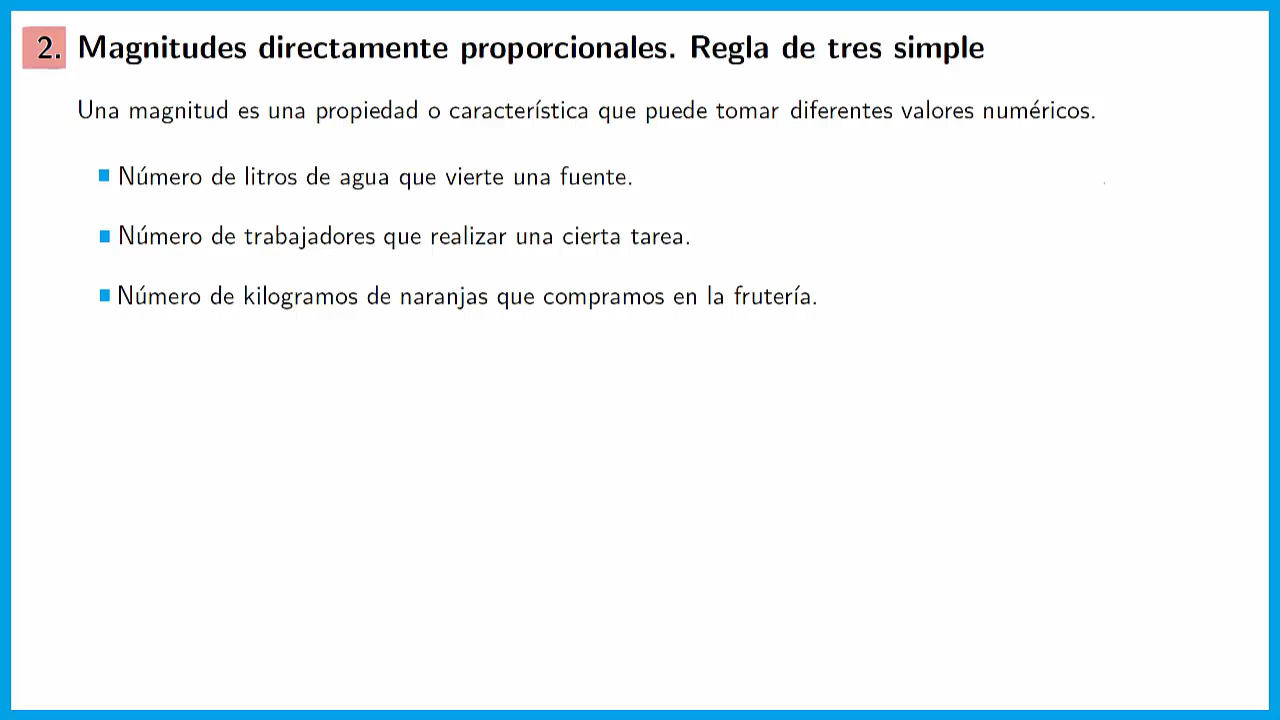 2. Magnitudes directamente proporcionales. Regla de tres simple
Una magnitud es una propiedad o característica que puede tomar diferentes valores numéricos.
Número de litros de agua que vierte una fuente.
Número de trabajadores que realizar una cierta tarea.
Número de kilogramos de naranjas que compramos en la frutería.